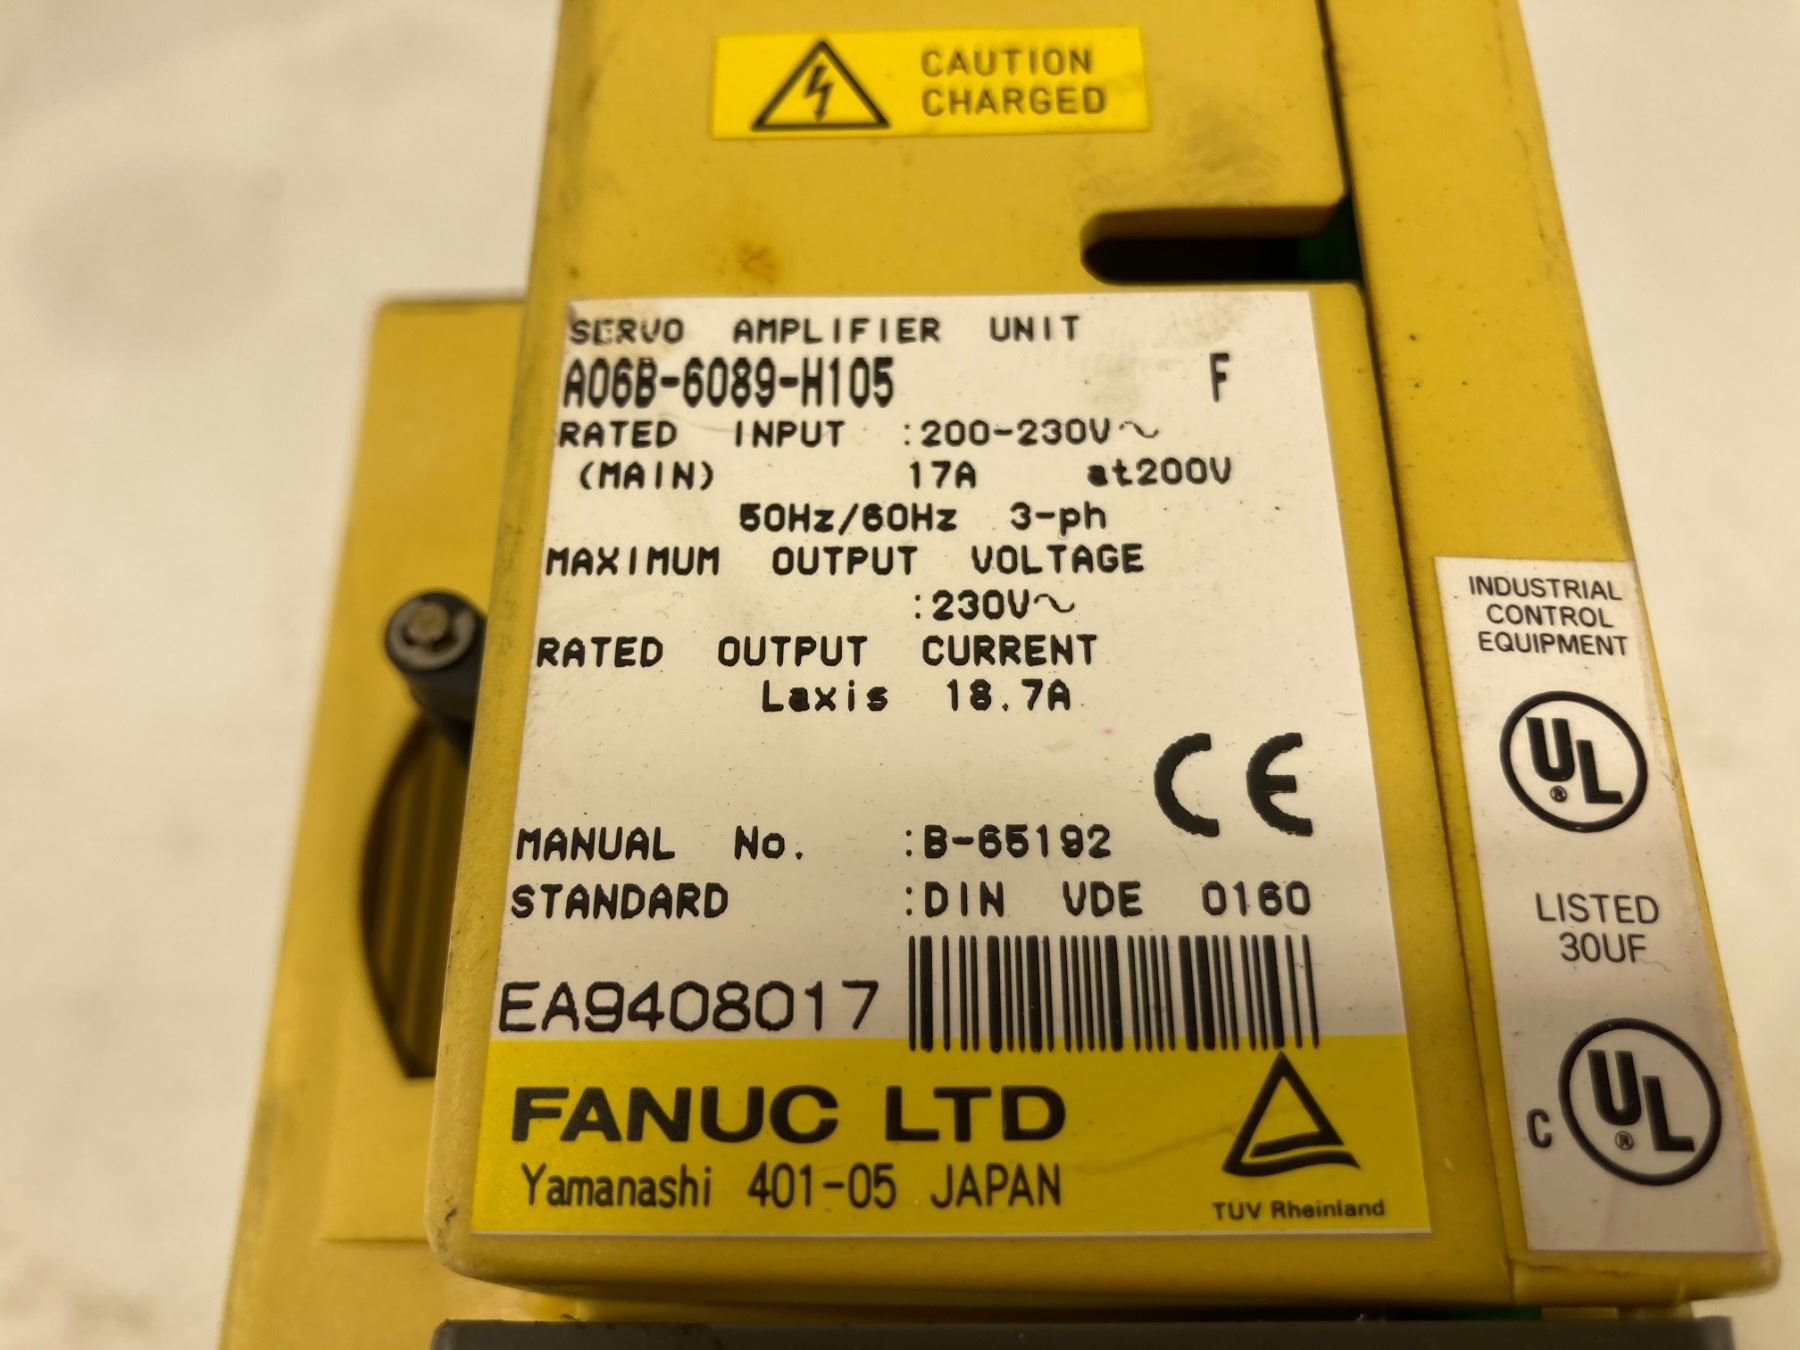 CAUTION
CHARGED
SERVO AMPLIFIER UNIT
A06B-6089-H105 F
RATED INPUT :200-230V~
(MAIN) 17A at200V
50Hz/60Hz 3-ph
MAXIMUM OUTPUT VOLTAGE
:230V~
RATED OUTPUT CURRENT
Laxis 18.7A
CE
MANUAL No. :B-65192
STANDARD :DIN VDE 0160
EA9408017
FANUC LTD
Yamanashi 401-05 JAPAN
TUV Rheinland
INDUSTRIAL
CONTROL
EQUIPMENT
UL
®
LISTED
30UF
C UL
®